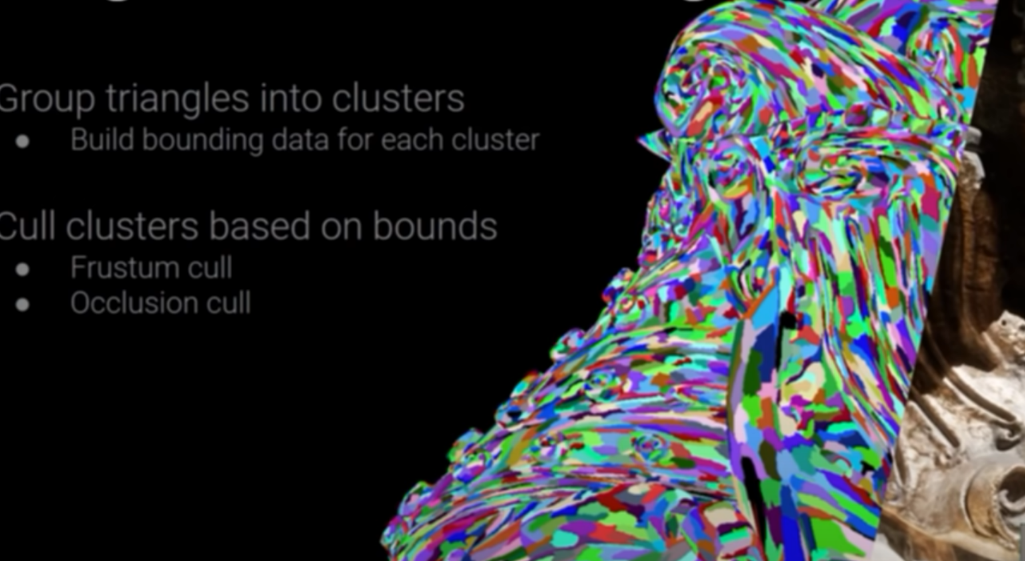 Group triangles into clusters
● Build bounding data for each cluster
Cull clusters based on bounds
● Frustum cull
● Occlusion cull